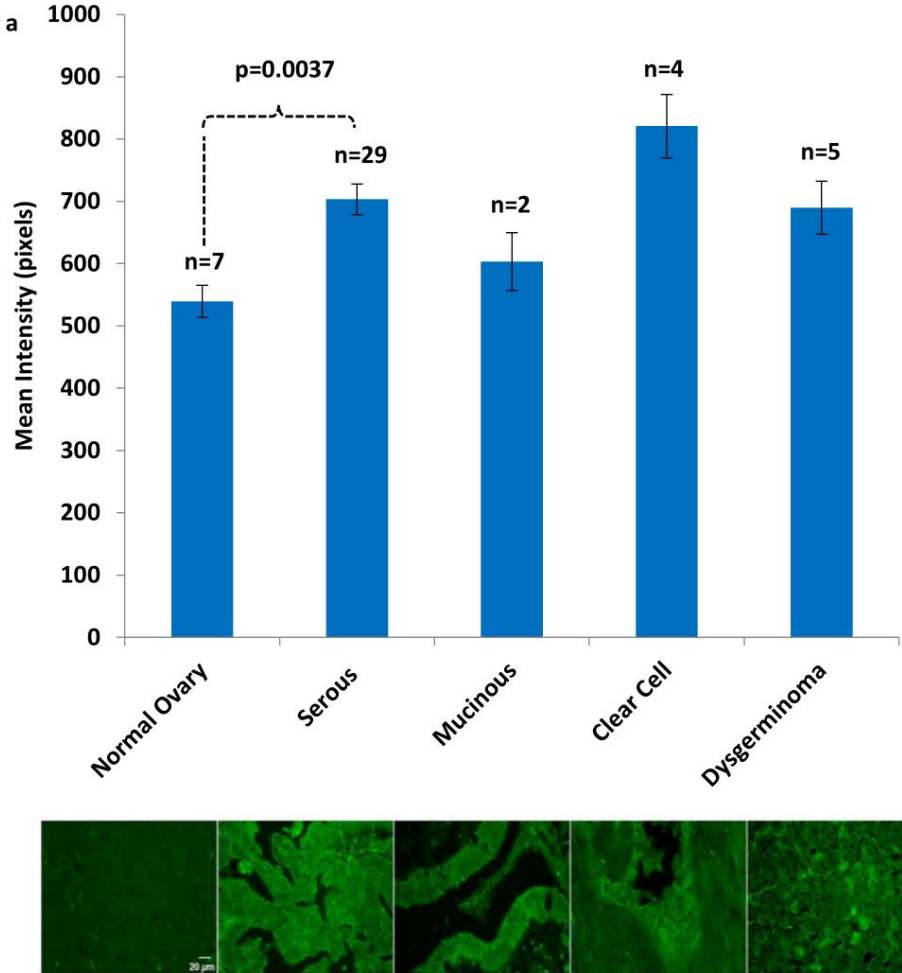 a
1000
900
800
700
600
500
400
300
200
100
0
Mean Intensity (pixels)
p=0.0037
n=7
n=29
n=2
n=4
n=5
Normal Ovary
Serous
Mucinous
Clear Cell
Dysgerminoma
20 µm